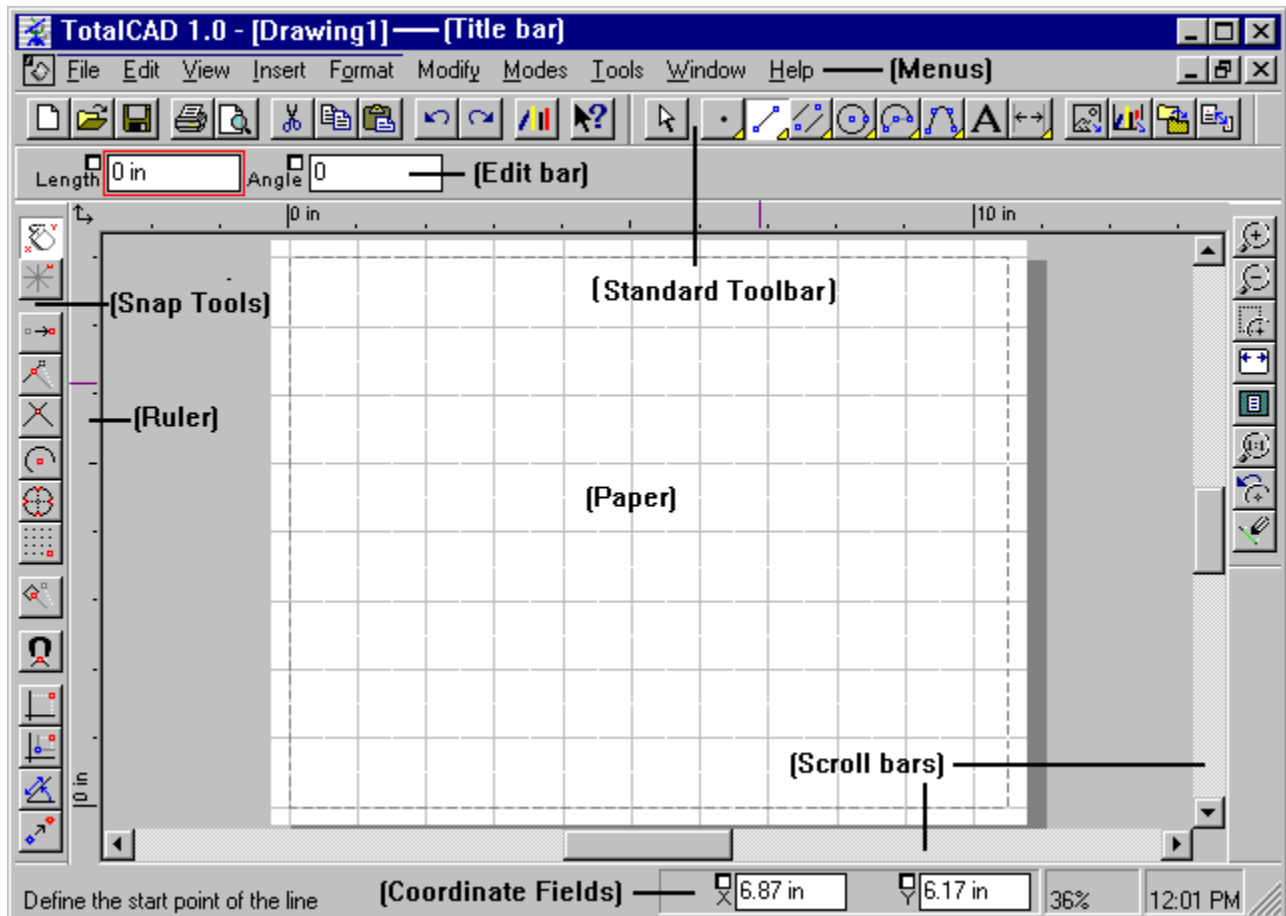 TotalCAD 1.0 - [Drawing1] (Title bar)
File Edit View Insert Format Modify Modes Tools Window Help (Menus)
A
Length 0 in Angle 0 (Edit bar)
0 in 10 in
(Standard Toolbar)
(Snap Tools)
(Ruler)
(Paper)
(Scroll bars)
0 in
Define the start point of the line (Coordinate Fields) X 6.87 in Y 6.17 in 36% 12:01 PM